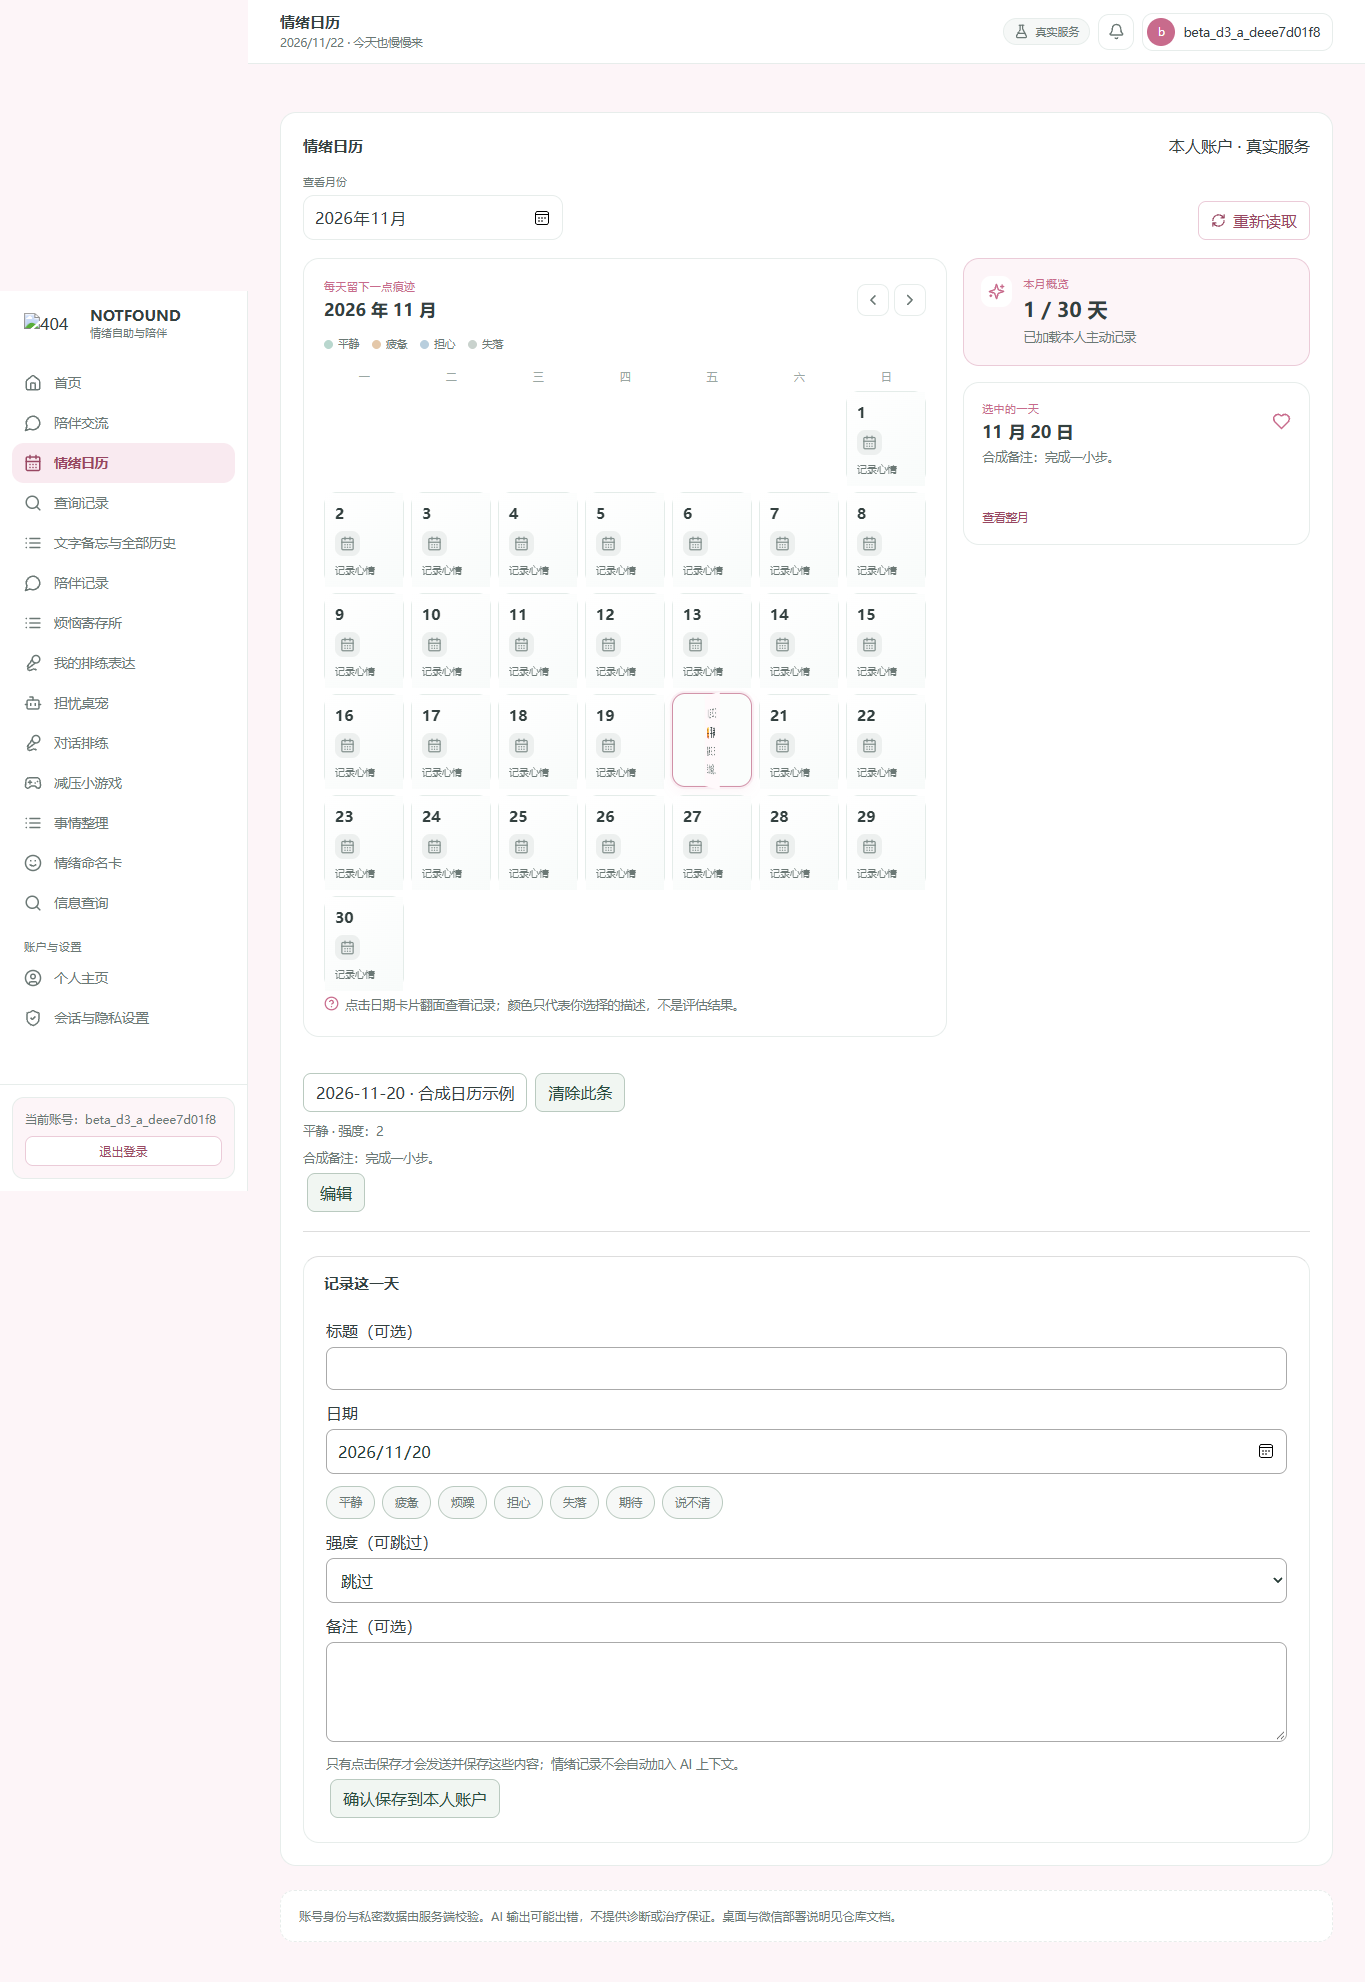 情绪日历
2026/11/22 · 今天也慢慢来
真实服务
b
beta_d3_a_deee7d01f8
404
NOTFOUND
情绪自助与陪伴
首页
陪伴交流
情绪日历
查询记录
文字备忘与全部历史
陪伴记录
烦恼寄存所
我的排练表达
担忧桌宠
对话排练
减压小游戏
事情整理
情绪命名卡
信息查询
账户与设置
个人主页
会话与隐私设置
当前账号：beta_d3_a_deee7d01f8
退出登录
情绪日历
本人账户 · 真实服务
查看月份
2026年11月
重新读取
每天留下一点痕迹
2026 年 11 月
平静 疲惫 担心 失落
一 二 三 四 五 六 日
1
记录心情
2 3 4 5 6 7 8
记录心情 记录心情 记录心情 记录心情 记录心情 记录心情 记录心情
9 10 11 12 13 14 15
记录心情 记录心情 记录心情 记录心情 记录心情 记录心情 记录心情
16 17 18 19 21 22
记录心情 记录心情 记录心情 记录心情 记录心情 记录心情
23 24 25 26 27 28 29
记录心情 记录心情 记录心情 记录心情 记录心情 记录心情 记录心情
30
记录心情
点击日期卡片翻面查看记录；颜色只代表你选择的描述，不是评估结果。
本月概览
1 / 30 天
已加载本人主动记录
选中的一天
11 月 20 日
合成备注：完成一小步。
查看整月
2026-11-20 · 合成日历示例
清除此条
平静 · 强度：2
合成备注：完成一小步。
编辑
记录这一天
标题（可选）
日期
2026/11/20
平静 疲惫 烦躁 担心 失落 期待 说不清
强度（可跳过）
跳过
备注（可选）
只有点击保存才会发送并保存这些内容；情绪记录不会自动加入 AI 上下文。
确认保存到本人账户
账号身份与私密数据由服务端校验。AI 输出可能出错，不提供诊断或治疗保证。桌面与微信部署说明见仓库文档。